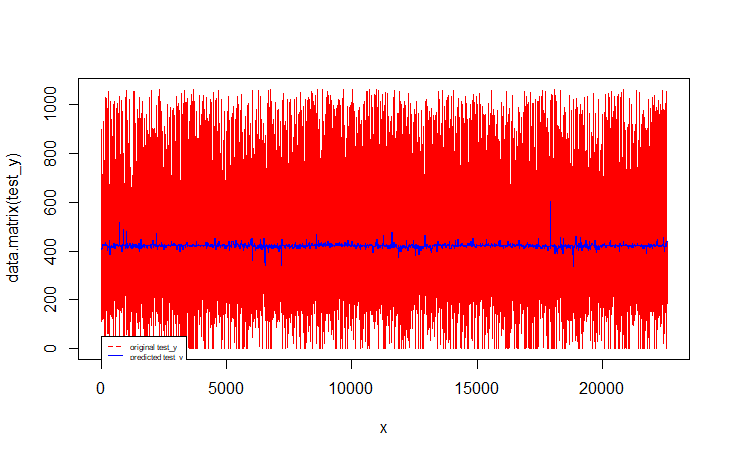 data.matrix(test_y)
1000
800
600
400
200
0
original test_y
predicted test_y
0 5000 10000 15000 20000
x